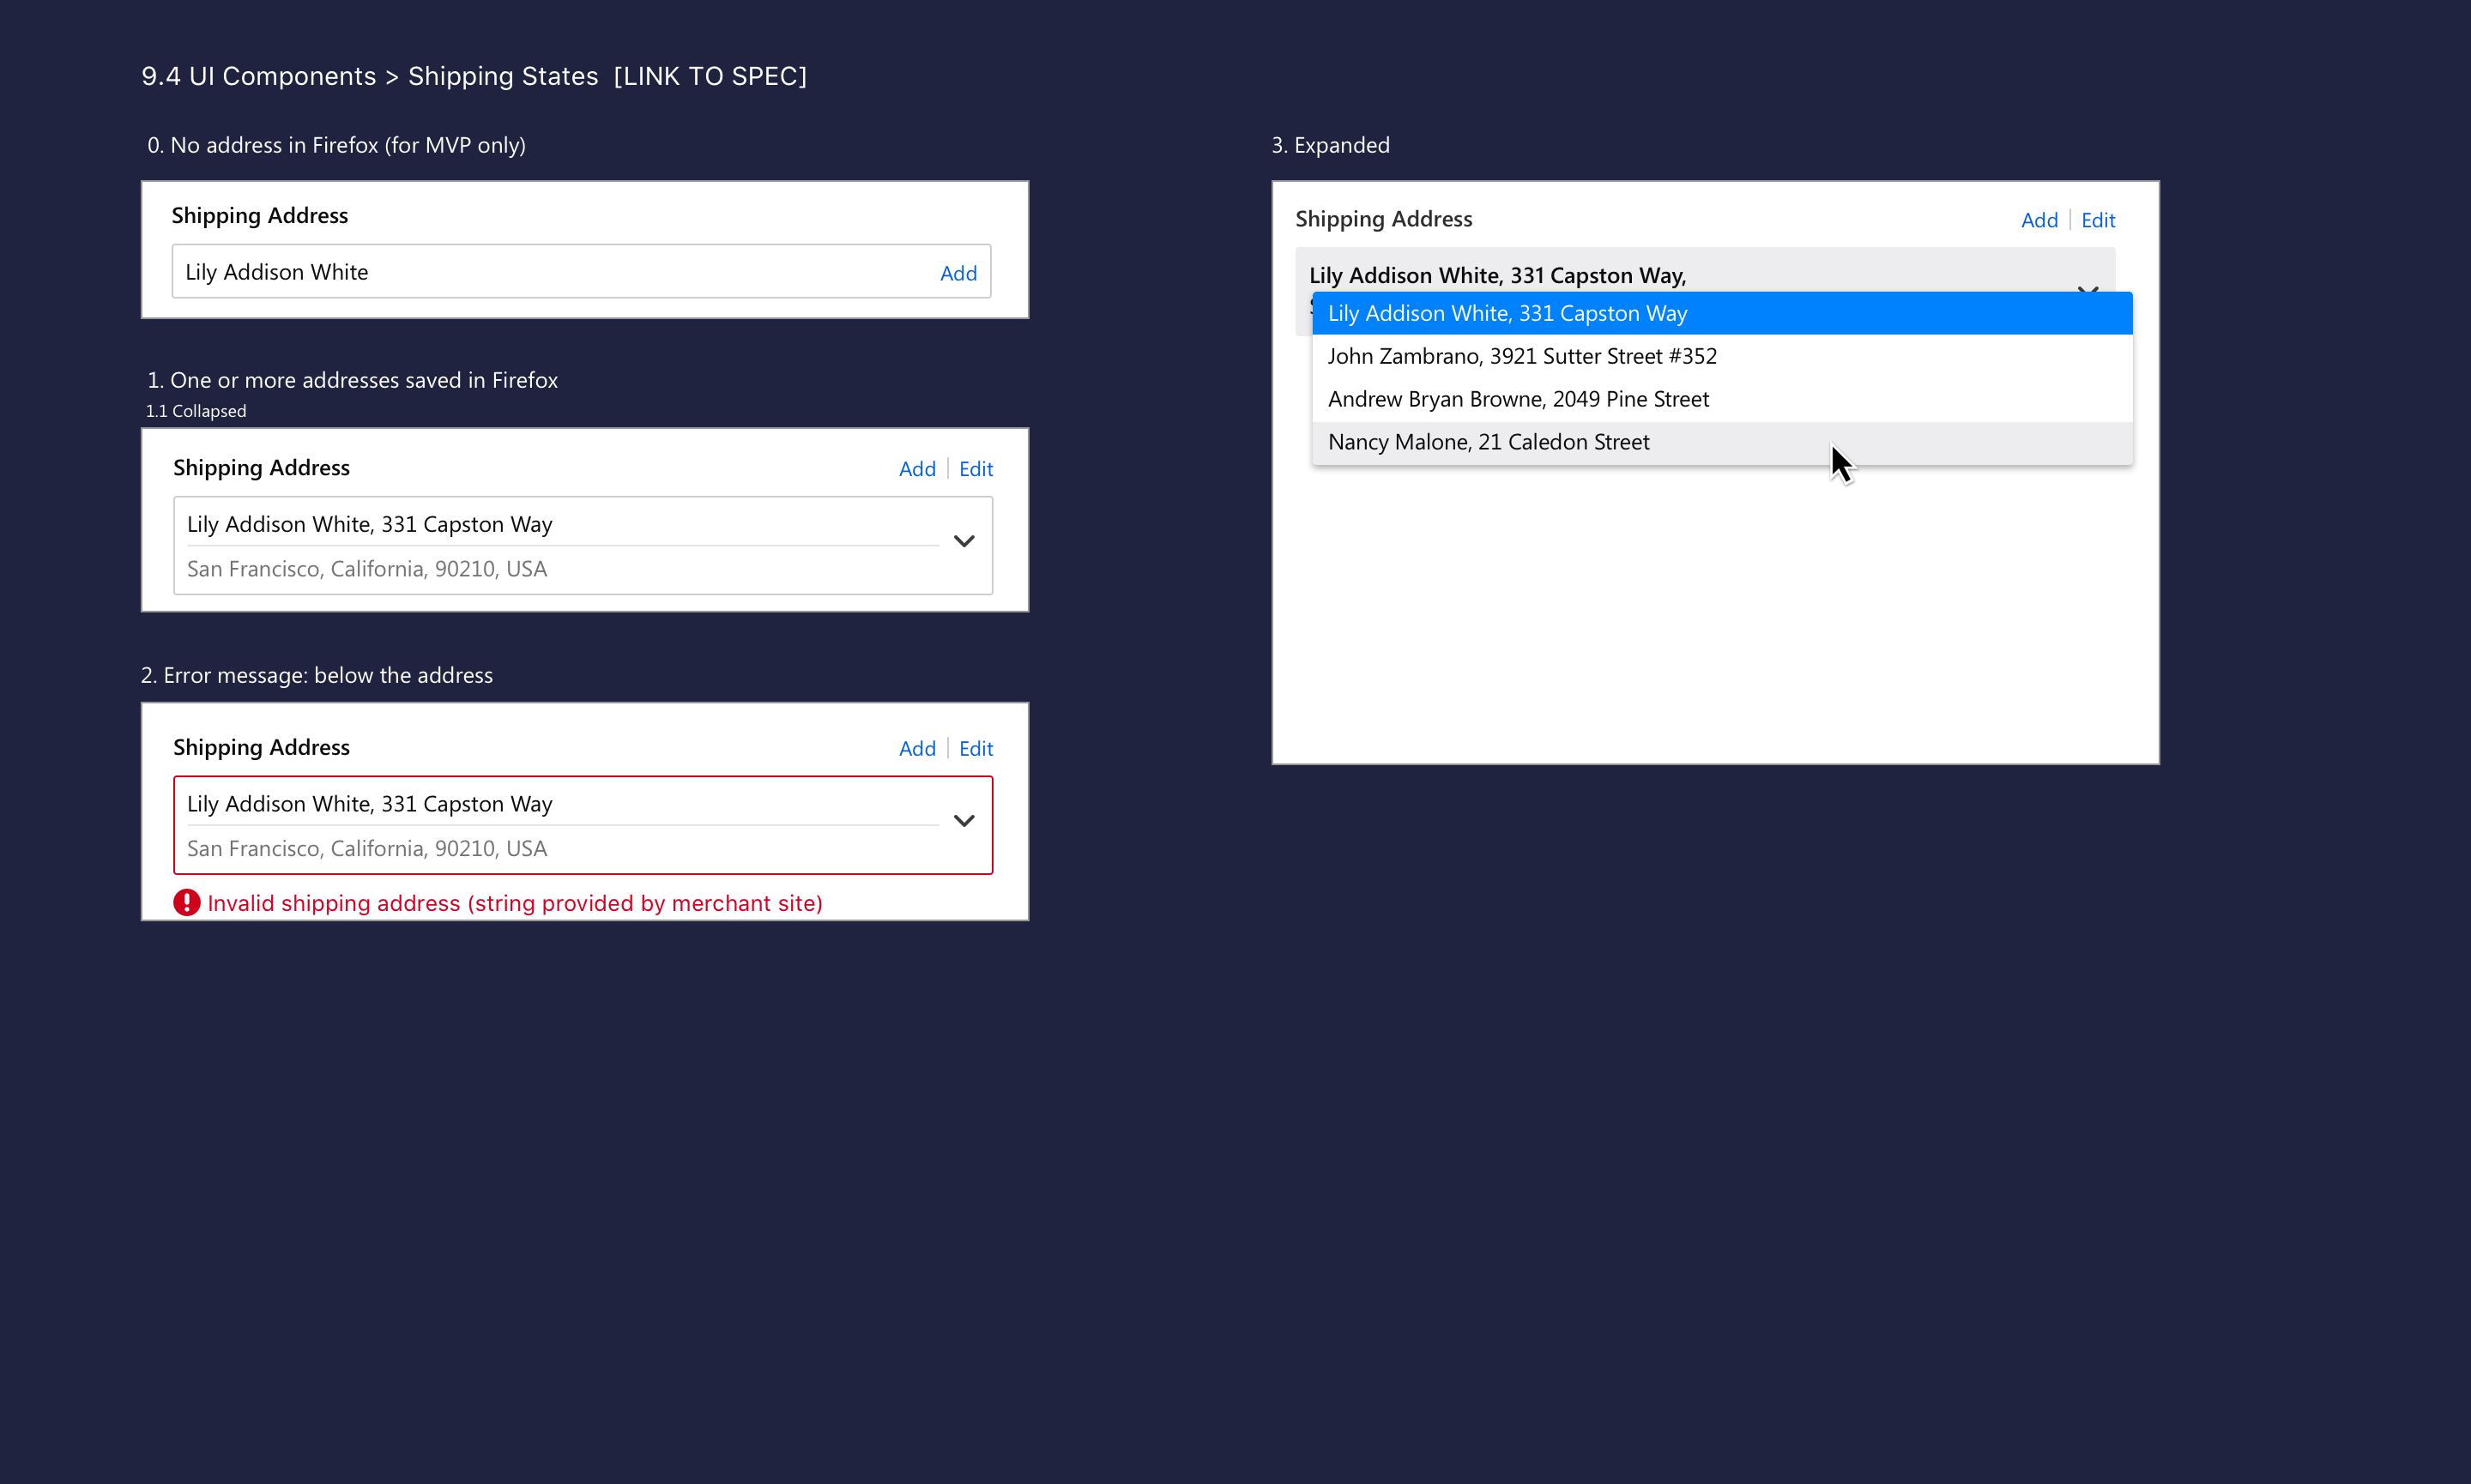 9.4 UI Components > Shipping States [LINK TO SPEC]
0. No address in Firefox (for MVP only)
Shipping Address
Lily Addison White
Add
1. One or more addresses saved in Firefox
1.1 Collapsed
Shipping Address
Add | Edit
Lily Addison White, 331 Capston Way
San Francisco, California, 90210, USA
2. Error message: below the address
Shipping Address
Add | Edit
Lily Addison White, 331 Capston Way
San Francisco, California, 90210, USA
Invalid shipping address (string provided by merchant site)
3. Expanded
Shipping Address
Add | Edit
Lily Addison White, 331 Capston Way,
Lily Addison White, 331 Capston Way
John Zambrano, 3921 Sutter Street #352
Andrew Bryan Browne, 2049 Pine Street
Nancy Malone, 21 Caledon Street